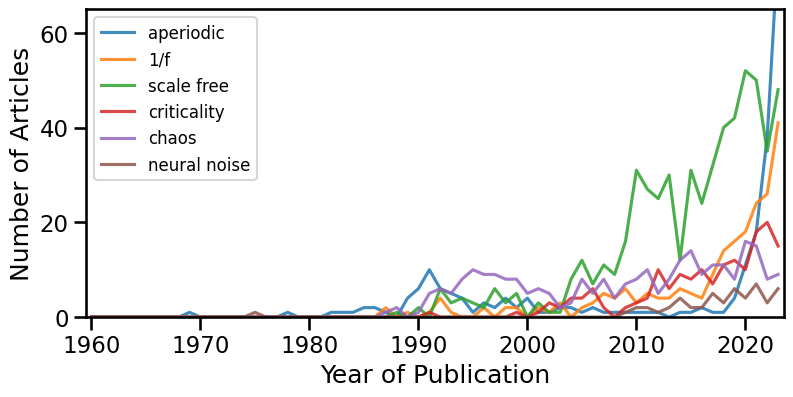 60
40
20
0
Number of Articles
aperiodic
1/f
scale free
criticality
chaos
neural noise
1960 1970 1980 1990 2000 2010 2020
Year of Publication